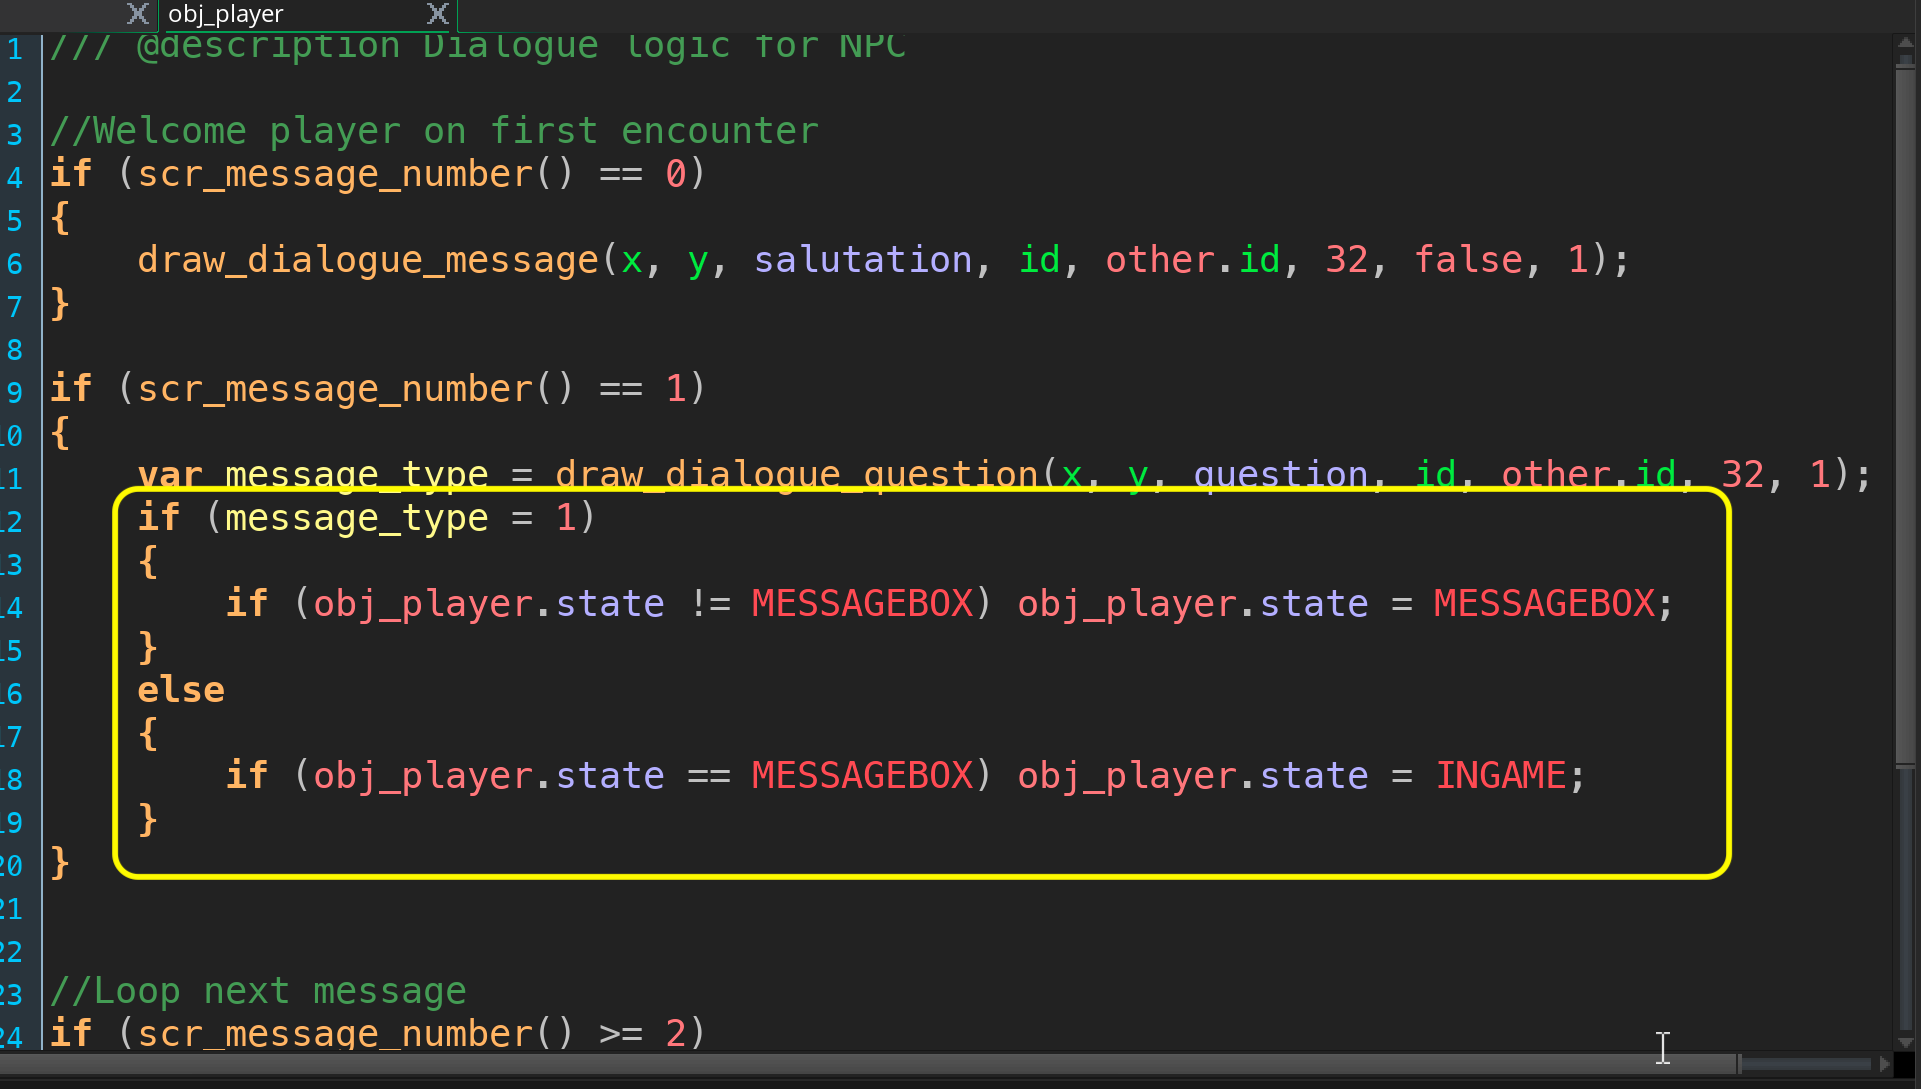 obj_player
1 /// @description Dialogue logic for NPC
2
3 //Welcome player on first encounter
4 if (scr_message_number() == 0)
5 {
6 draw_dialogue_message(x, y, salutation, id, other.id, 32, false, 1);
7 }
8
9 if (scr_message_number() == 1)
10 {
11 var message_type = draw_dialogue_question(x, y, question, id, other.id, 32, 1);
12 if (message_type = 1)
13 {
14 if (obj_player.state != MESSAGEBOX) obj_player.state = MESSAGEBOX;
15 }
16 else
17 {
18 if (obj_player.state == MESSAGEBOX) obj_player.state = INGAME;
19 }
20 }
21
22
23 //Loop next message
24 if (scr_message_number() >= 2)